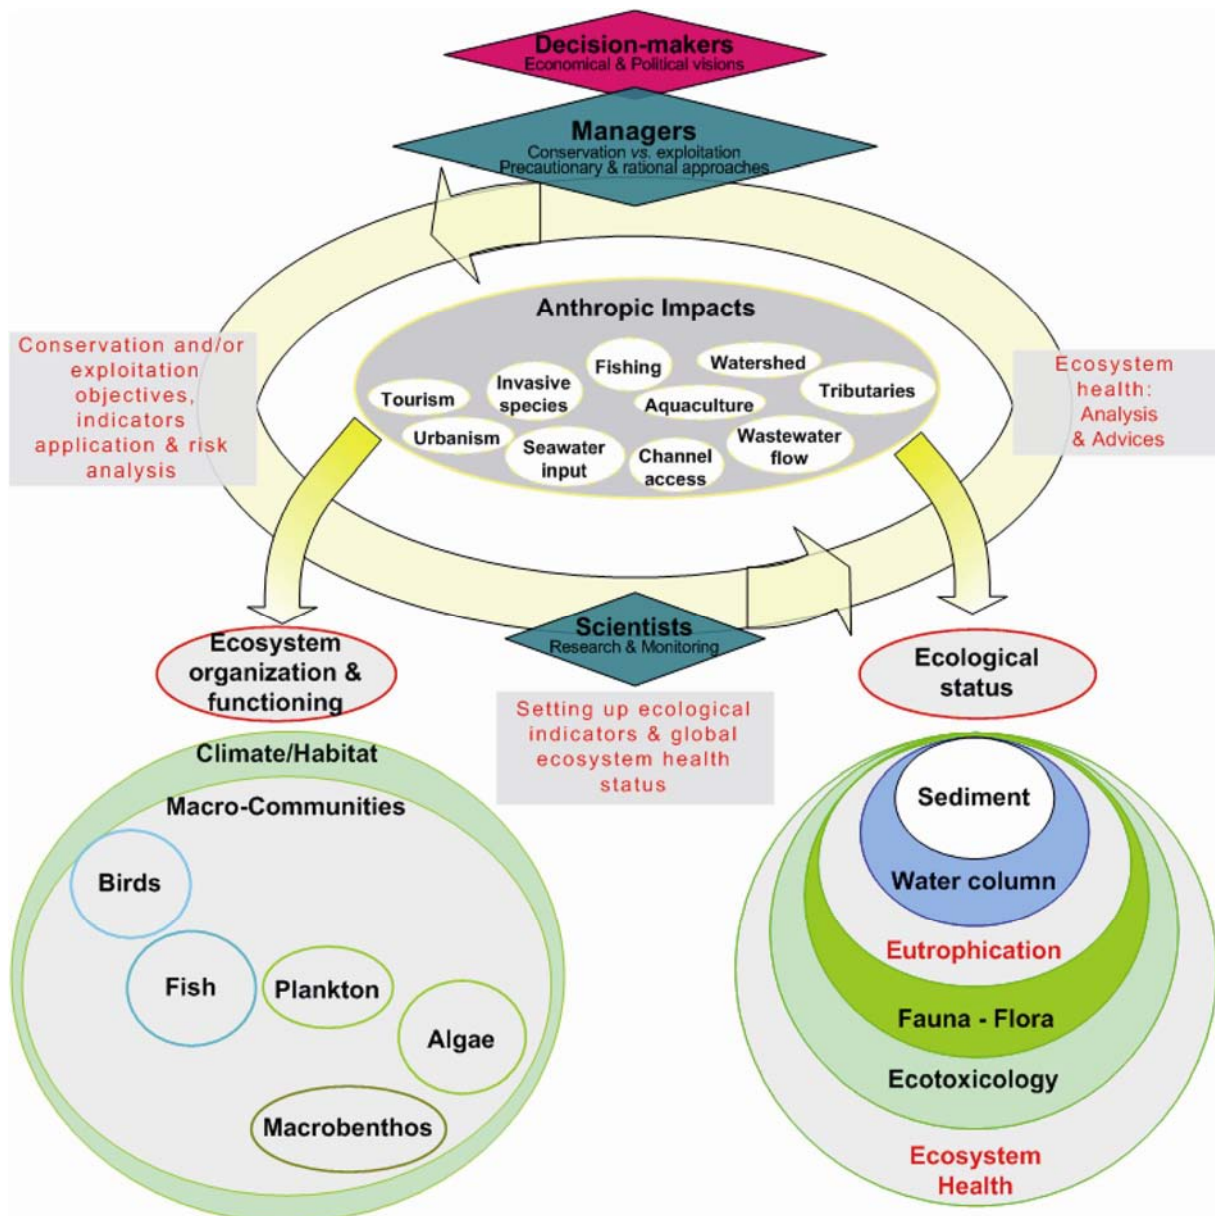 Decision-makers
Economical & Political visions
Managers
Conservation vs. exploitation
Precautionary & rational approaches
Anthropic Impacts
Fishing
Watershed
Invasive
species
Tributaries
Tourism
Aquaculture
Urbanism
Seawater
input
Channel
access
Wastewater
flow
Conservation and/or
exploitation
objectives,
indicators
application & risk
analysis
Ecosystem
health:
Analysis
& Advices
Scientists
Research & Monitoring
Setting up ecological
indicators & global
ecosystem health
status
Ecosystem
organization &
functioning
Climate/Habitat
Macro-Communities
Birds
Fish
Plankton
Algae
Macrobenthos
Ecological
status
Sediment
Water column
Eutrophication
Fauna - Flora
Ecotoxicology
Ecosystem
Health